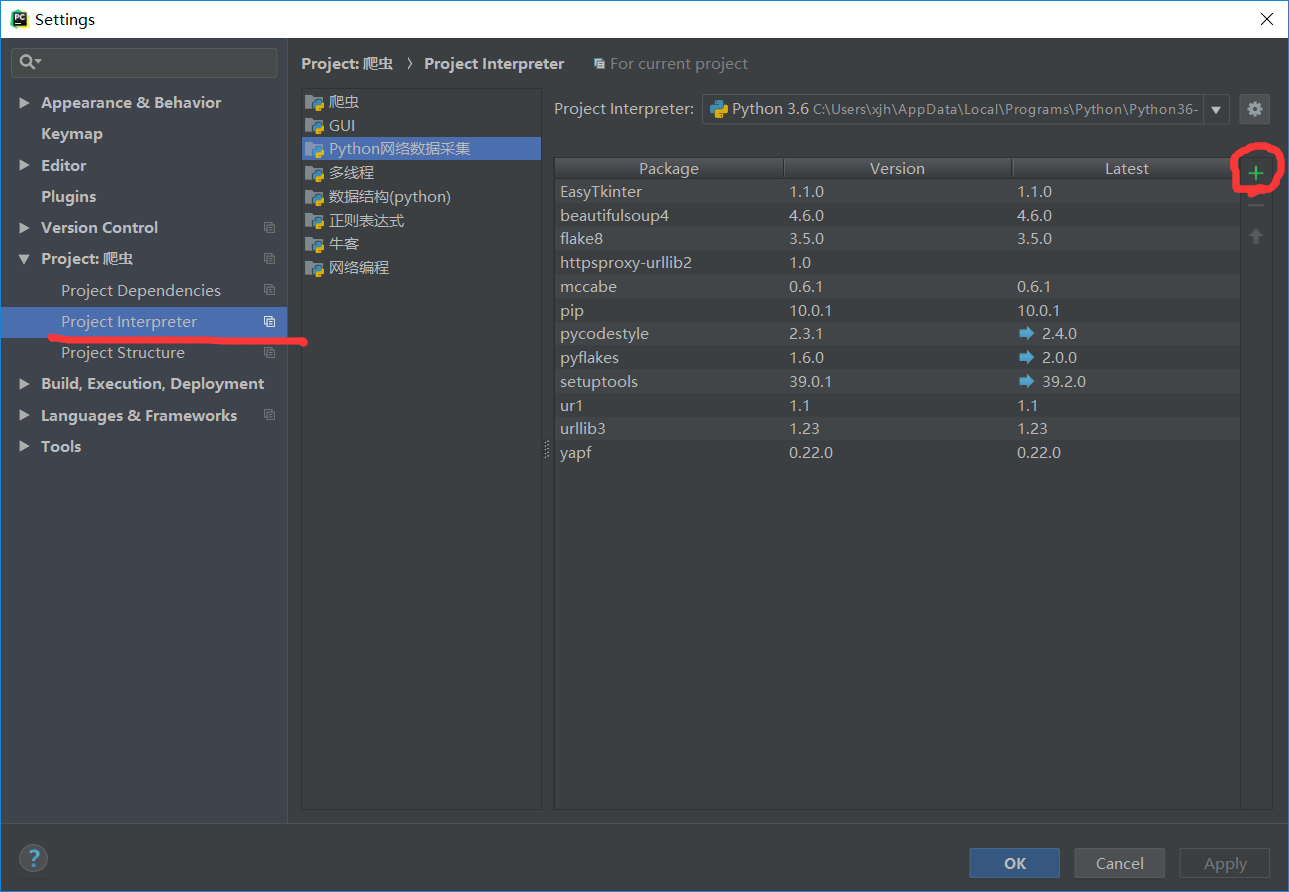 Settings
Project: 爬虫 › Project Interpreter For current project
Appearance & Behavior
Keymap
Editor
Plugins
Version Control
Project: 爬虫
Project Dependencies
Project Interpreter
Project Structure
Build, Execution, Deployment
Languages & Frameworks
Tools
爬虫
GUI
Python网络数据采集
多线程
数据结构(python)
正则表达式
牛客
网络编程
Project Interpreter: Python 3.6 C:\Users\xjh\AppData\Local\Programs\Python\Python36-
Package Version Latest
EasyTkinter 1.1.0 1.1.0
beautifulsoup4 4.6.0 4.6.0
flake8 3.5.0 3.5.0
httpsproxy-urllib2 1.0
mccabe 0.6.1 0.6.1
pip 10.0.1 10.0.1
pycodestyle 2.3.1 2.4.0
pyflakes 1.6.0 2.0.0
setuptools 39.0.1 39.2.0
ur1 1.1 1.1
urllib3 1.23 1.23
yapf 0.22.0 0.22.0
?
OK Cancel Apply